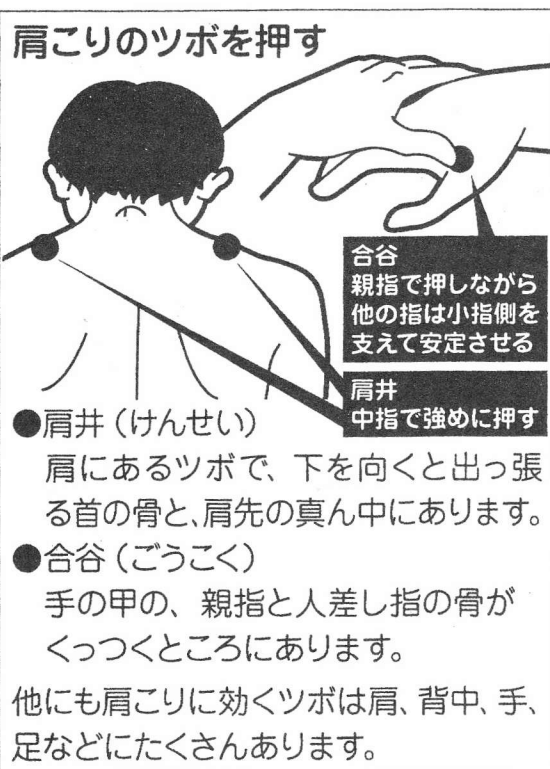 肩こりのツボを押す
合谷
親指で押しながら
他の指は小指側を
支えて安定させる
肩井
中指で強めに押す
●肩井（けんせい）
肩にあるツボで、下を向くと出っ張
る首の骨と、肩先の真ん中にあります。
●合谷（ごうこく）
手の甲の、親指と人差し指の骨が
くっつくところにあります。
他にも肩こりに効くツボは肩、背中、手、
足などにたくさんあります。